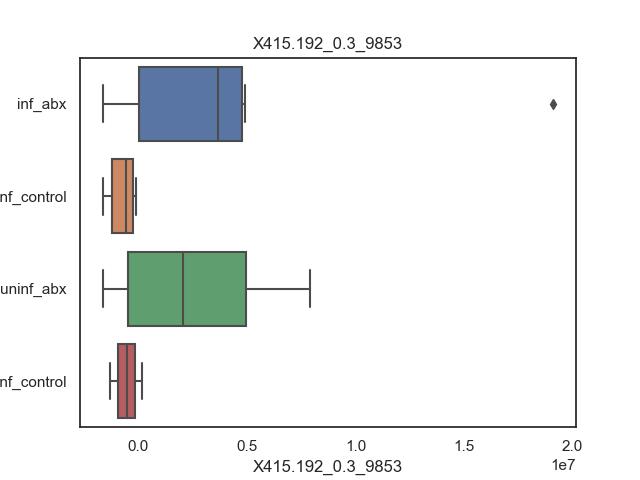 X415.192_0.3_9853
inf_abx
nf_control
uninf_abx
nf_control
0.0 0.5 1.0 1.5 2.0
X415.192_0.3_9853
1e7